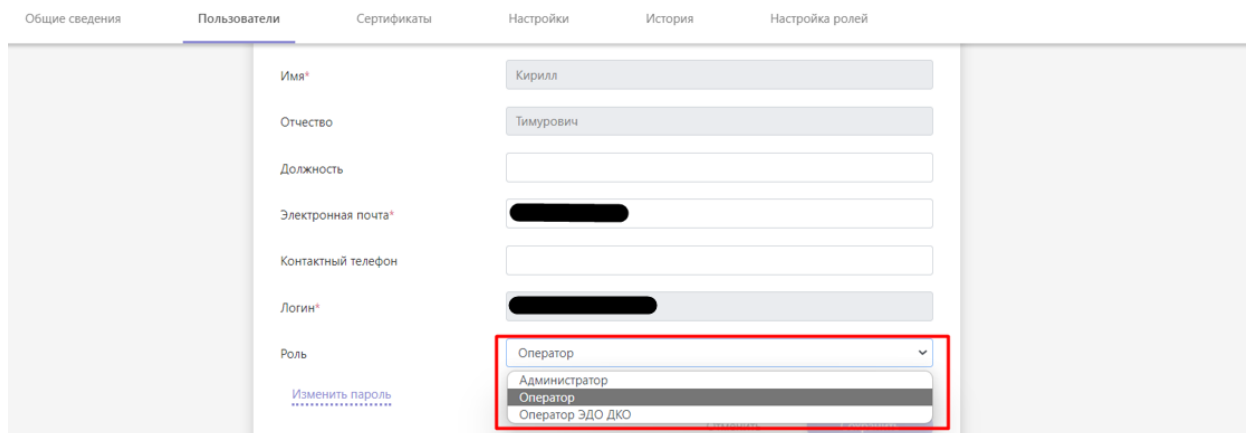 Общие сведения Пользователи Сертификаты Настройки История Настройка ролей
Имя* Кирилл
Отчество Тимурович
Должность
Электронная почта*
Контактный телефон
Логин*
Роль Оператор
Администратор
Изменить пароль Оператор
Оператор ЭДО ДКО